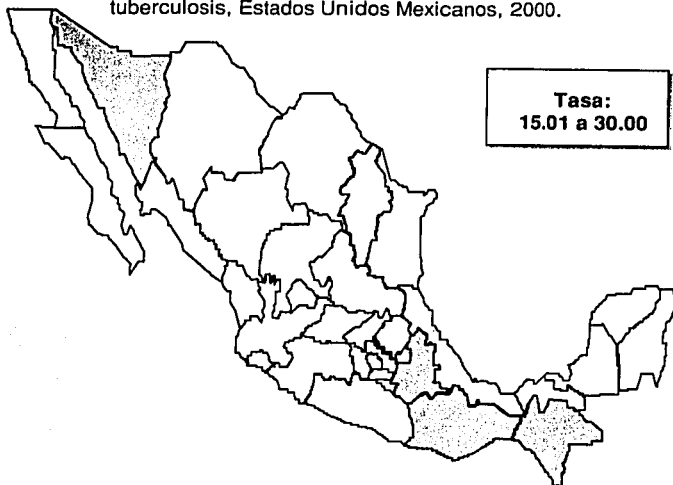 tuberculosis, Estados Unidos Mexicanos, 2000.
Tasa:
15.01 a 30.00